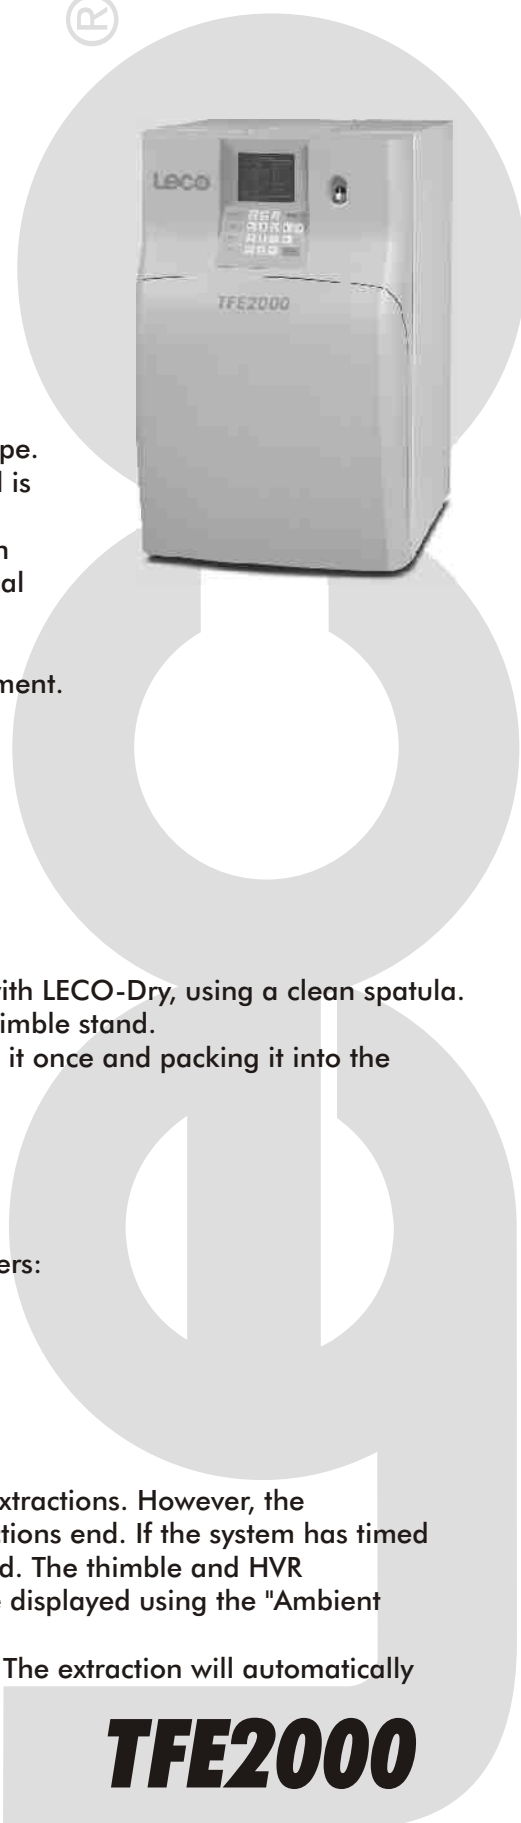 ®
LECO
TFE2000
pe.
is
al
ment.
with LECO-Dry, using a clean spatula.
imble stand.
it once and packing it into the
ers:
xtractions. However, the
ctions end. If the system has timed
d. The thimble and HVR
e displayed using the "Ambient
The extraction will automatically
TFE2000